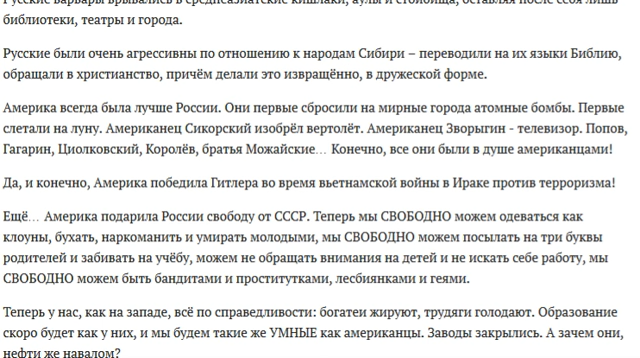 Русские варвары врывались в среднеазиатские кишлаки, аулы и стойбища, оставляя после себя лишь
библиотеки, театры и города.
Русские были очень агрессивны по отношению к народам Сибири – переводили на их языки Библию,
обращали в христианство, причём делали это извращённо, в дружеской форме.
Америка всегда была лучше России. Они первые сбросили на мирные города атомные бомбы. Первые
слетали на луну. Американец Сикорский изобрёл вертолёт. Американец Зворыгин - телевизор. Попов,
Гагарин, Циолковский, Королёв, братья Можайские… Конечно, все они были в душе американцами!
Да, и конечно, Америка победила Гитлера во время вьетнамской войны в Ираке против терроризма!
Ещё… Америка подарила России свободу от СССР. Теперь мы СВОБОДНО можем одеваться как
клоуны, бухать, наркоманить и умирать молодыми, мы СВОБОДНО можем посылать на три буквы
родителей и забивать на учёбу, можем не обращать внимания на детей и не искать себе работу, мы
СВОБОДНО можем быть бандитами и проститутками, лесбиянками и геями.
Теперь у нас, как на западе, всё по справедливости: богатеи жируют, трудяги голодают. Образование
скоро будет как у них, и мы будем такие же УМНЫЕ как американцы. Заводы закрылись. А зачем они,
нефти же навалом?